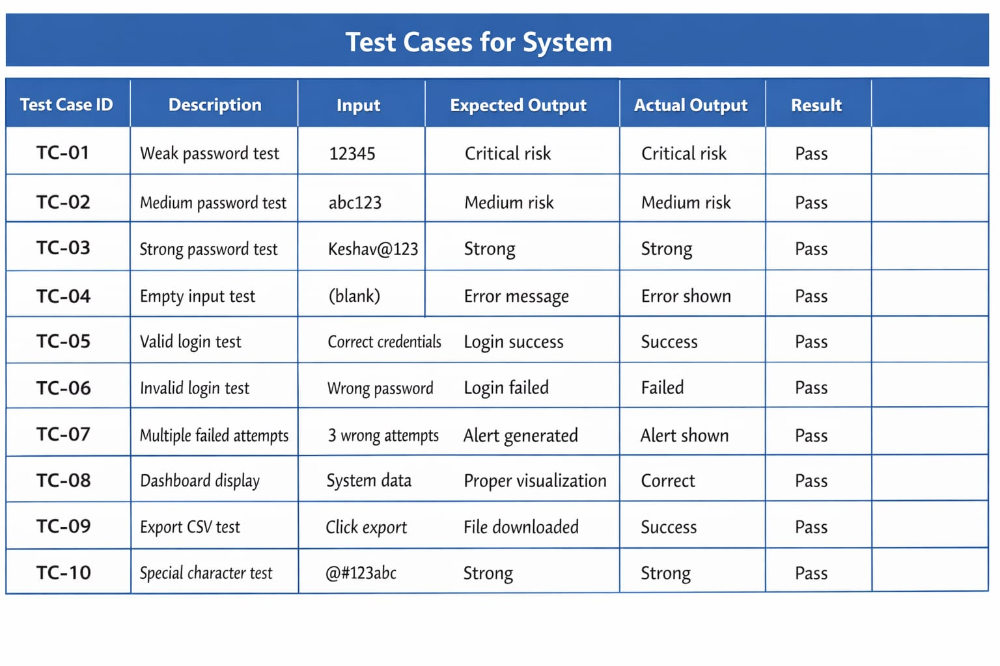 Test Cases for System
Test Case ID Description Input Expected Output Actual Output Result
TC-01 Weak password test 12345 Critical risk Critical risk Pass
TC-02 Medium password test abc123 Medium risk Medium risk Pass
TC-03 Strong password test Keshav@123 Strong Strong Pass
TC-04 Empty input test (blank) Error message Error shown Pass
TC-05 Valid login test Correct credentials Login success Success Pass
TC-06 Invalid login test Wrong password Login failed Failed Pass
TC-07 Multiple failed attempts 3 wrong attempts Alert generated Alert shown Pass
TC-08 Dashboard display System data Proper visualization Correct Pass
TC-09 Export CSV test Click export File downloaded Success Pass
TC-10 Special character test @#123abc Strong Strong Pass